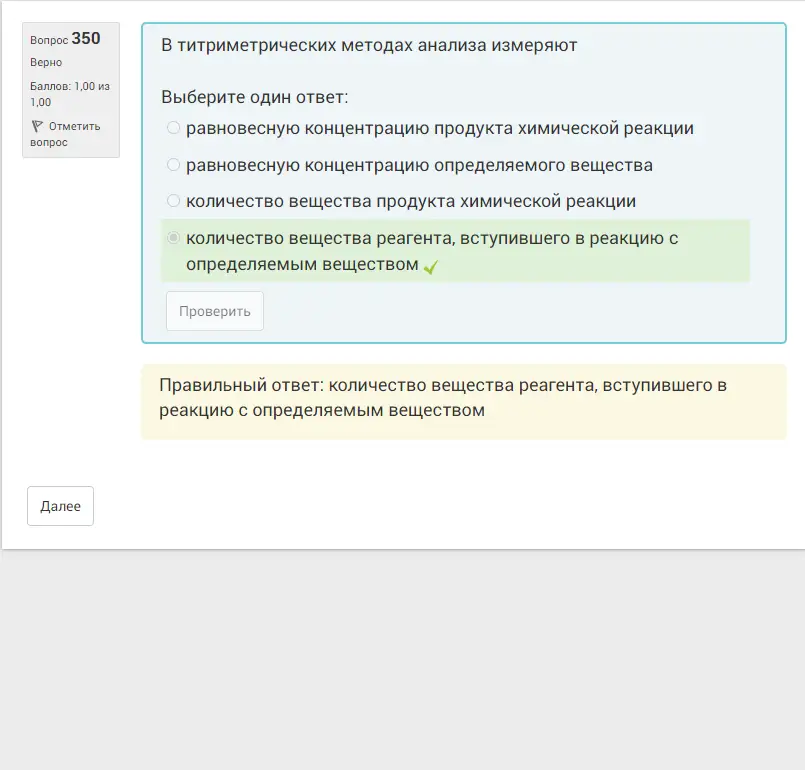 Вопрос 350
Верно
Баллов: 1,00 из
1,00
Отметить
вопрос
В титриметрических методах анализа измеряют
Выберите один ответ:
равновесную концентрацию продукта химической реакции
равновесную концентрацию определяемого вещества
количество вещества продукта химической реакции
количество вещества реагента, вступившего в реакцию с
определяемым веществом
Проверить
Правильный ответ: количество вещества реагента, вступившего в
реакцию с определяемым веществом
Далее